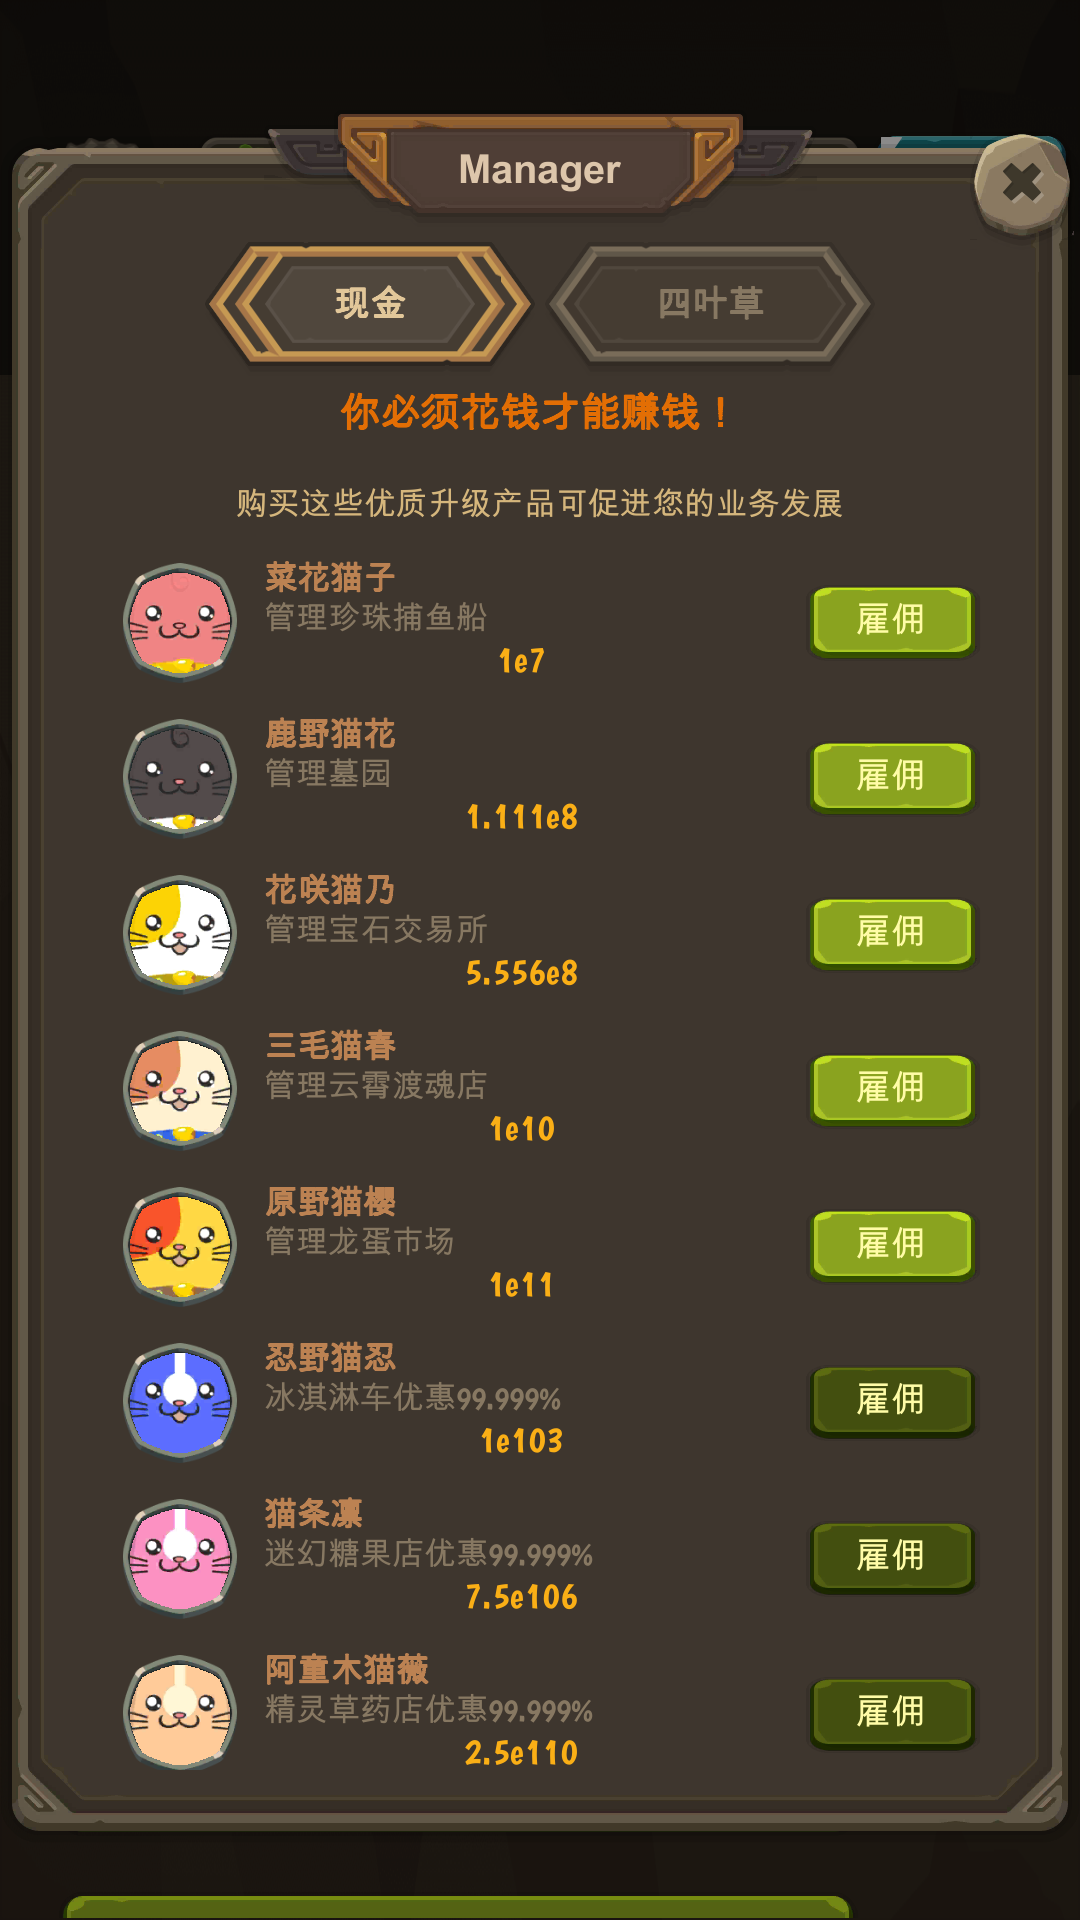 Manager
现金
四叶草
你必须花钱才能赚钱！
购买这些优质升级产品可促进您的业务发展
菜花猫子
管理珍珠捕鱼船
1e7
雇佣
鹿野猫花
管理墓园
1.111e8
雇佣
花咲猫乃
管理宝石交易所
5.556e8
雇佣
三毛猫春
管理云霄渡魂店
1e10
雇佣
原野猫樱
管理龙蛋市场
1e11
雇佣
忍野猫忍
冰淇淋车优惠99.999%
1e103
雇佣
猫条凛
迷幻糖果店优惠99.999%
7.5e106
雇佣
阿童木猫薇
精灵草药店优惠99.999%
2.5e110
雇佣